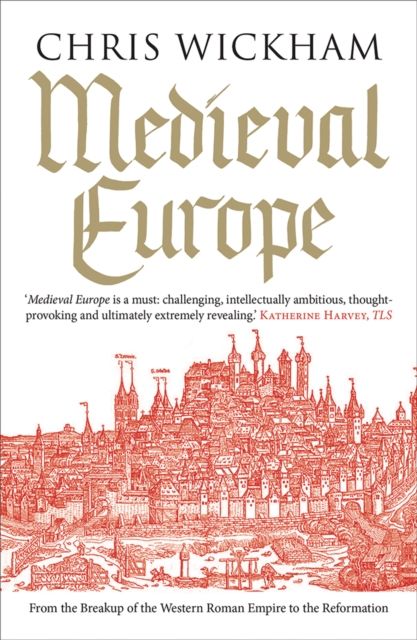 CHRIS WICKHAM
Medieval
Europe
‘Medieval Europe is a must: challenging, intellectually ambitious, thought-
provoking and ultimately extremely revealing.’ KATHERINE HARVEY, TLS
From the Breakup of the Western Roman Empire to the Reformation